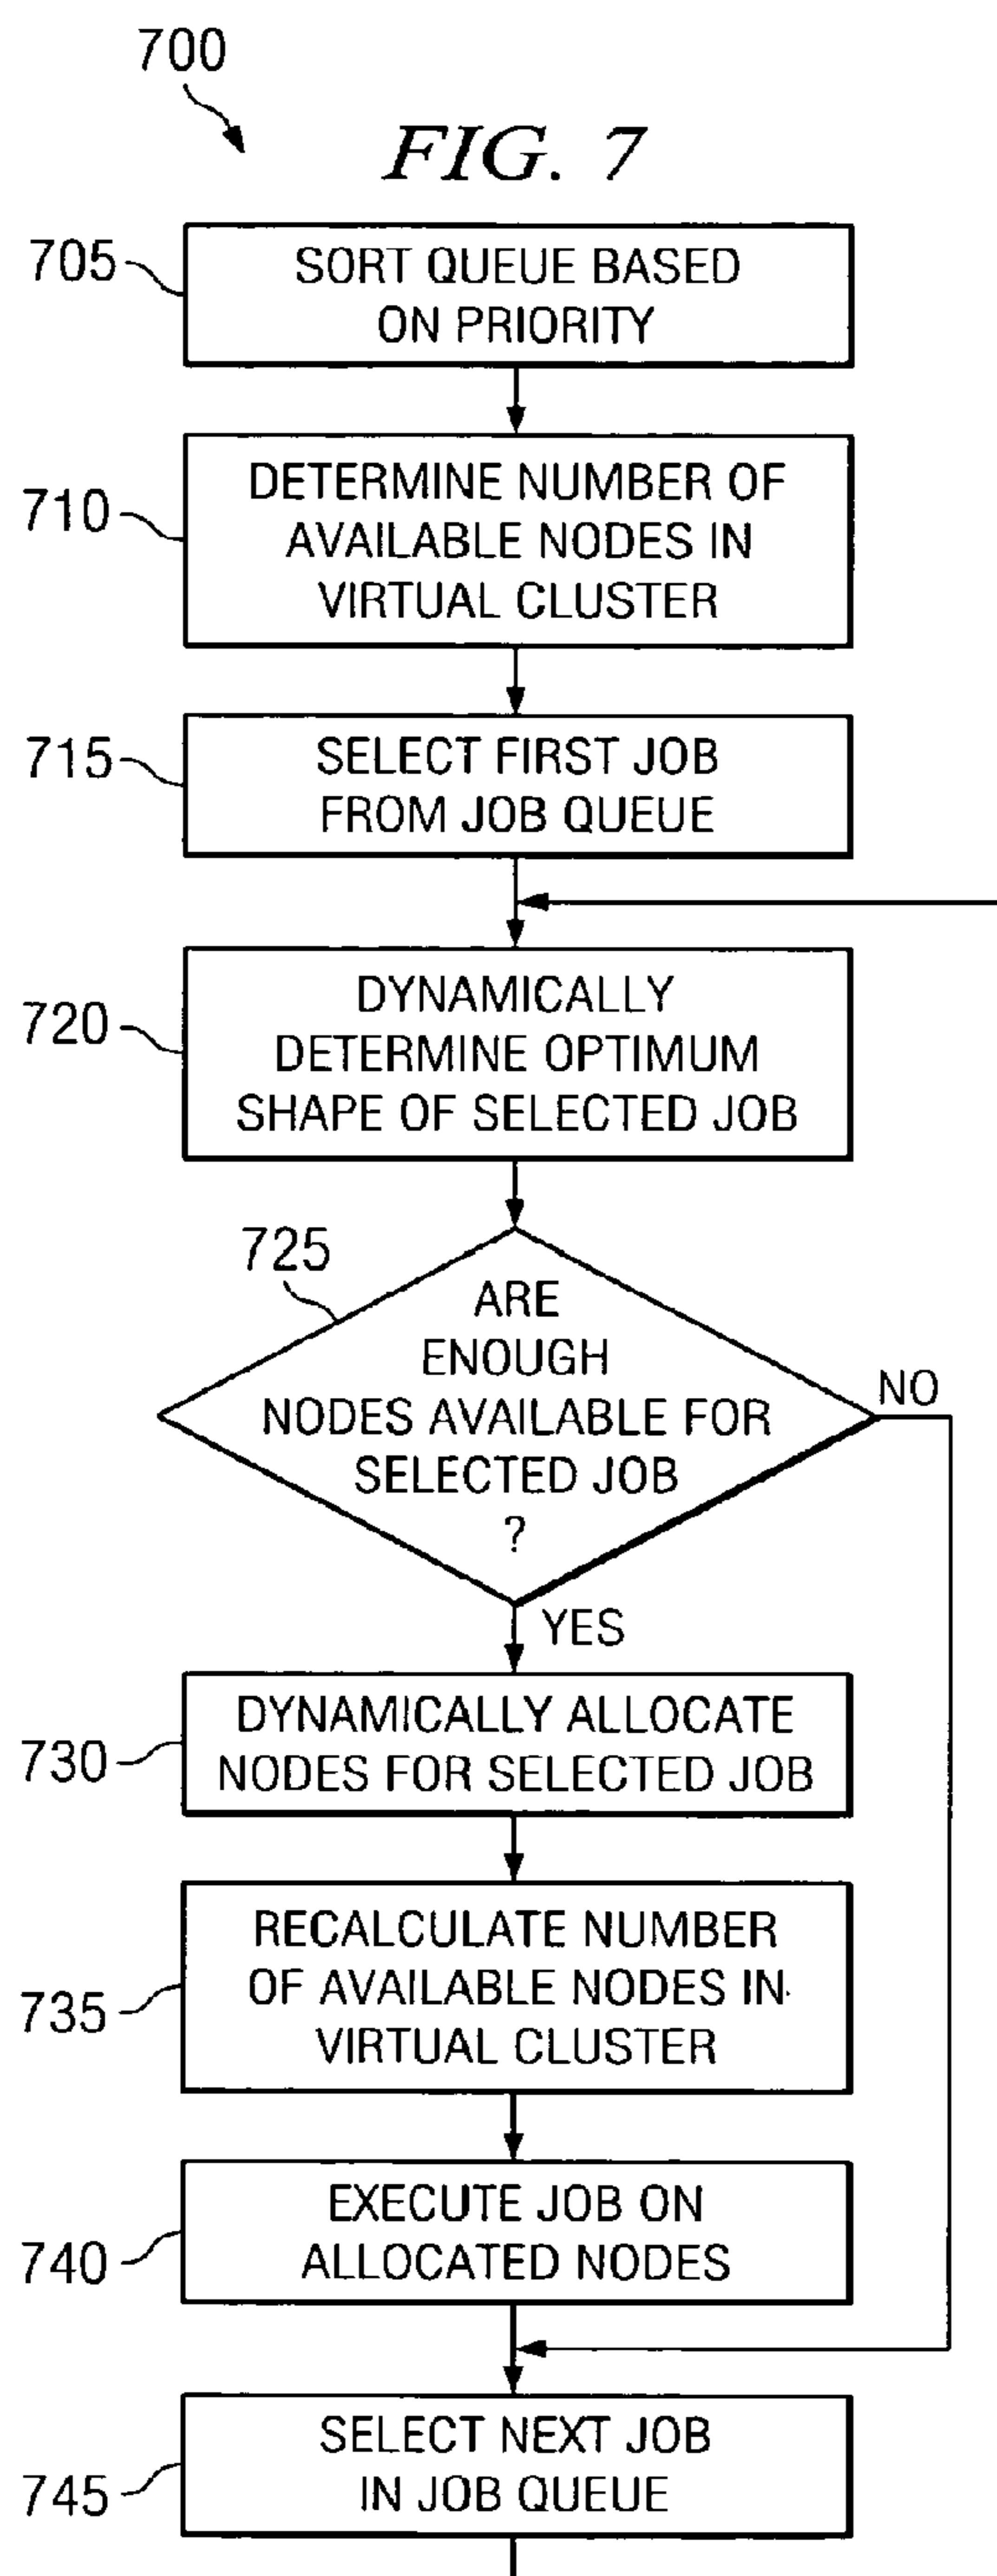 700
FIG. 7
705
SORT QUEUE BASED
ON PRIORITY
710
DETERMINE NUMBER OF
AVAILABLE NODES IN
VIRTUAL CLUSTER
715
SELECT FIRST JOB
FROM JOB QUEUE
720
DYNAMICALLY
DETERMINE OPTIMUM
SHAPE OF SELECTED JOB
725
ARE
ENOUGH
NODES AVAILABLE FOR
SELECTED JOB
?
NO
YES
730
DYNAMICALLY ALLOCATE
NODES FOR SELECTED JOB
735
RECALCULATE NUMBER
OF AVAILABLE NODES IN
VIRTUAL CLUSTER
740
EXECUTE JOB ON
ALLOCATED NODES
745
SELECT NEXT JOB
IN JOB QUEUE